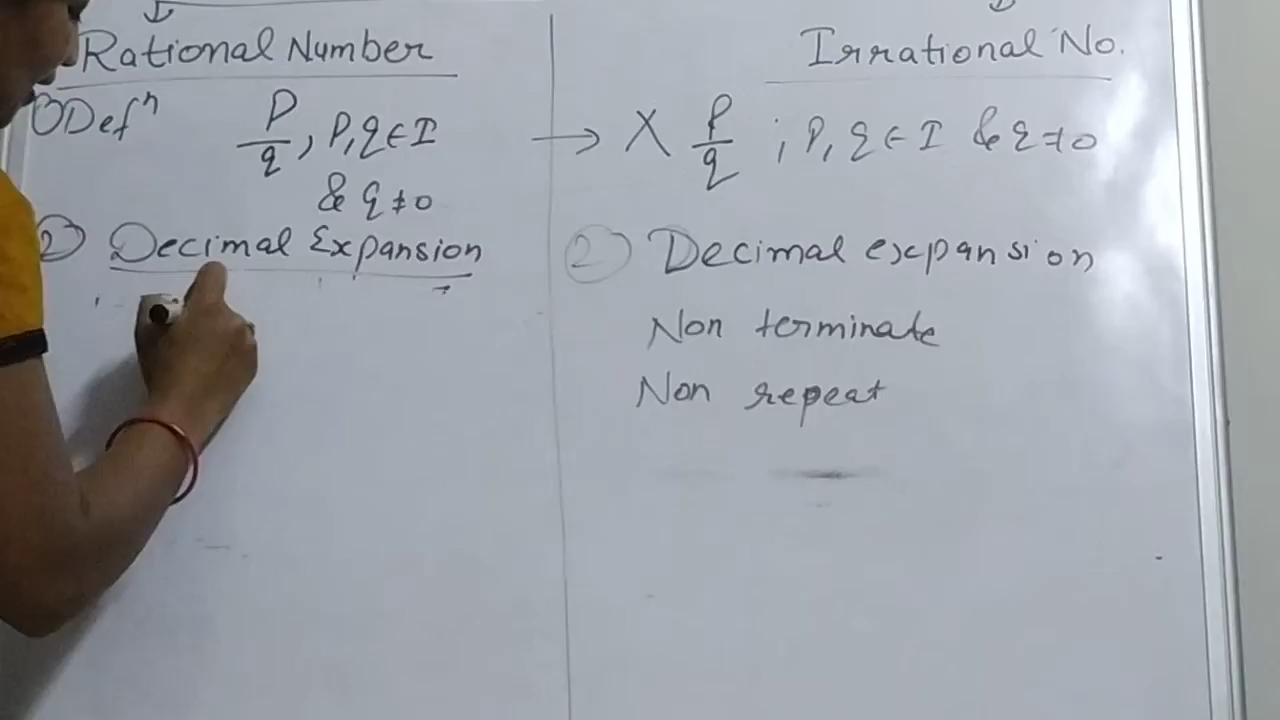 Rational Number
① Defⁿ P/q, P,q ∈ I
& q ≠ 0
② Decimal Expansion
Irrational No.
→ X P/q ; P, q ∈ I & q ≠ 0
② Decimal expansion
Non terminate
Non repeat